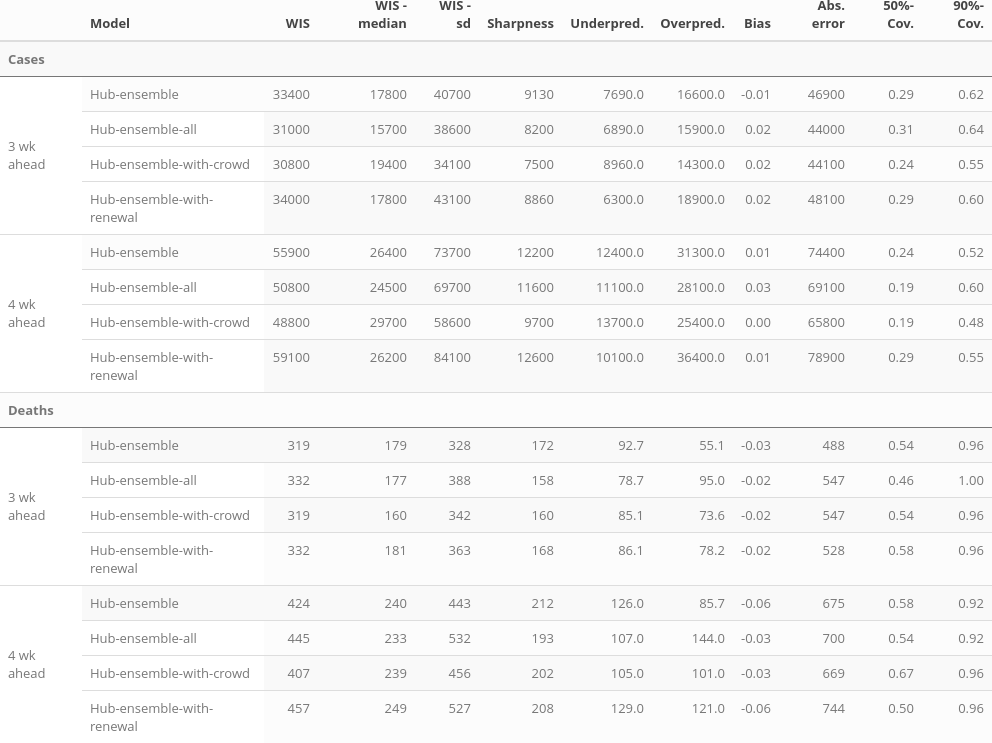 Model WIS WIS - median WIS - sd Sharpness Underpred. Overpred. Bias Abs. error 50%- Cov. 90%- Cov.
Cases
3 wk ahead
Hub-ensemble 33400 17800 40700 9130 7690.0 16600.0 -0.01 46900 0.29 0.62
Hub-ensemble-all 31000 15700 38600 8200 6890.0 15900.0 0.02 44000 0.31 0.64
Hub-ensemble-with-crowd 30800 19400 34100 7500 8960.0 14300.0 0.02 44100 0.24 0.55
Hub-ensemble-with-renewal 34000 17800 43100 8860 6300.0 18900.0 0.02 48100 0.29 0.60
4 wk ahead
Hub-ensemble 55900 26400 73700 12200 12400.0 31300.0 0.01 74400 0.24 0.52
Hub-ensemble-all 50800 24500 69700 11600 11100.0 28100.0 0.03 69100 0.19 0.60
Hub-ensemble-with-crowd 48800 29700 58600 9700 13700.0 25400.0 0.00 65800 0.19 0.48
Hub-ensemble-with-renewal 59100 26200 84100 12600 10100.0 36400.0 0.01 78900 0.29 0.55
Deaths
3 wk ahead
Hub-ensemble 319 179 328 172 92.7 55.1 -0.03 488 0.54 0.96
Hub-ensemble-all 332 177 388 158 78.7 95.0 -0.02 547 0.46 1.00
Hub-ensemble-with-crowd 319 160 342 160 85.1 73.6 -0.02 547 0.54 0.96
Hub-ensemble-with-renewal 332 181 363 168 86.1 78.2 -0.02 528 0.58 0.96
4 wk ahead
Hub-ensemble 424 240 443 212 126.0 85.7 -0.06 675 0.58 0.92
Hub-ensemble-all 445 233 532 193 107.0 144.0 -0.03 700 0.54 0.92
Hub-ensemble-with-crowd 407 239 456 202 105.0 101.0 -0.03 669 0.67 0.96
Hub-ensemble-with-renewal 457 249 527 208 129.0 121.0 -0.06 744 0.50 0.96